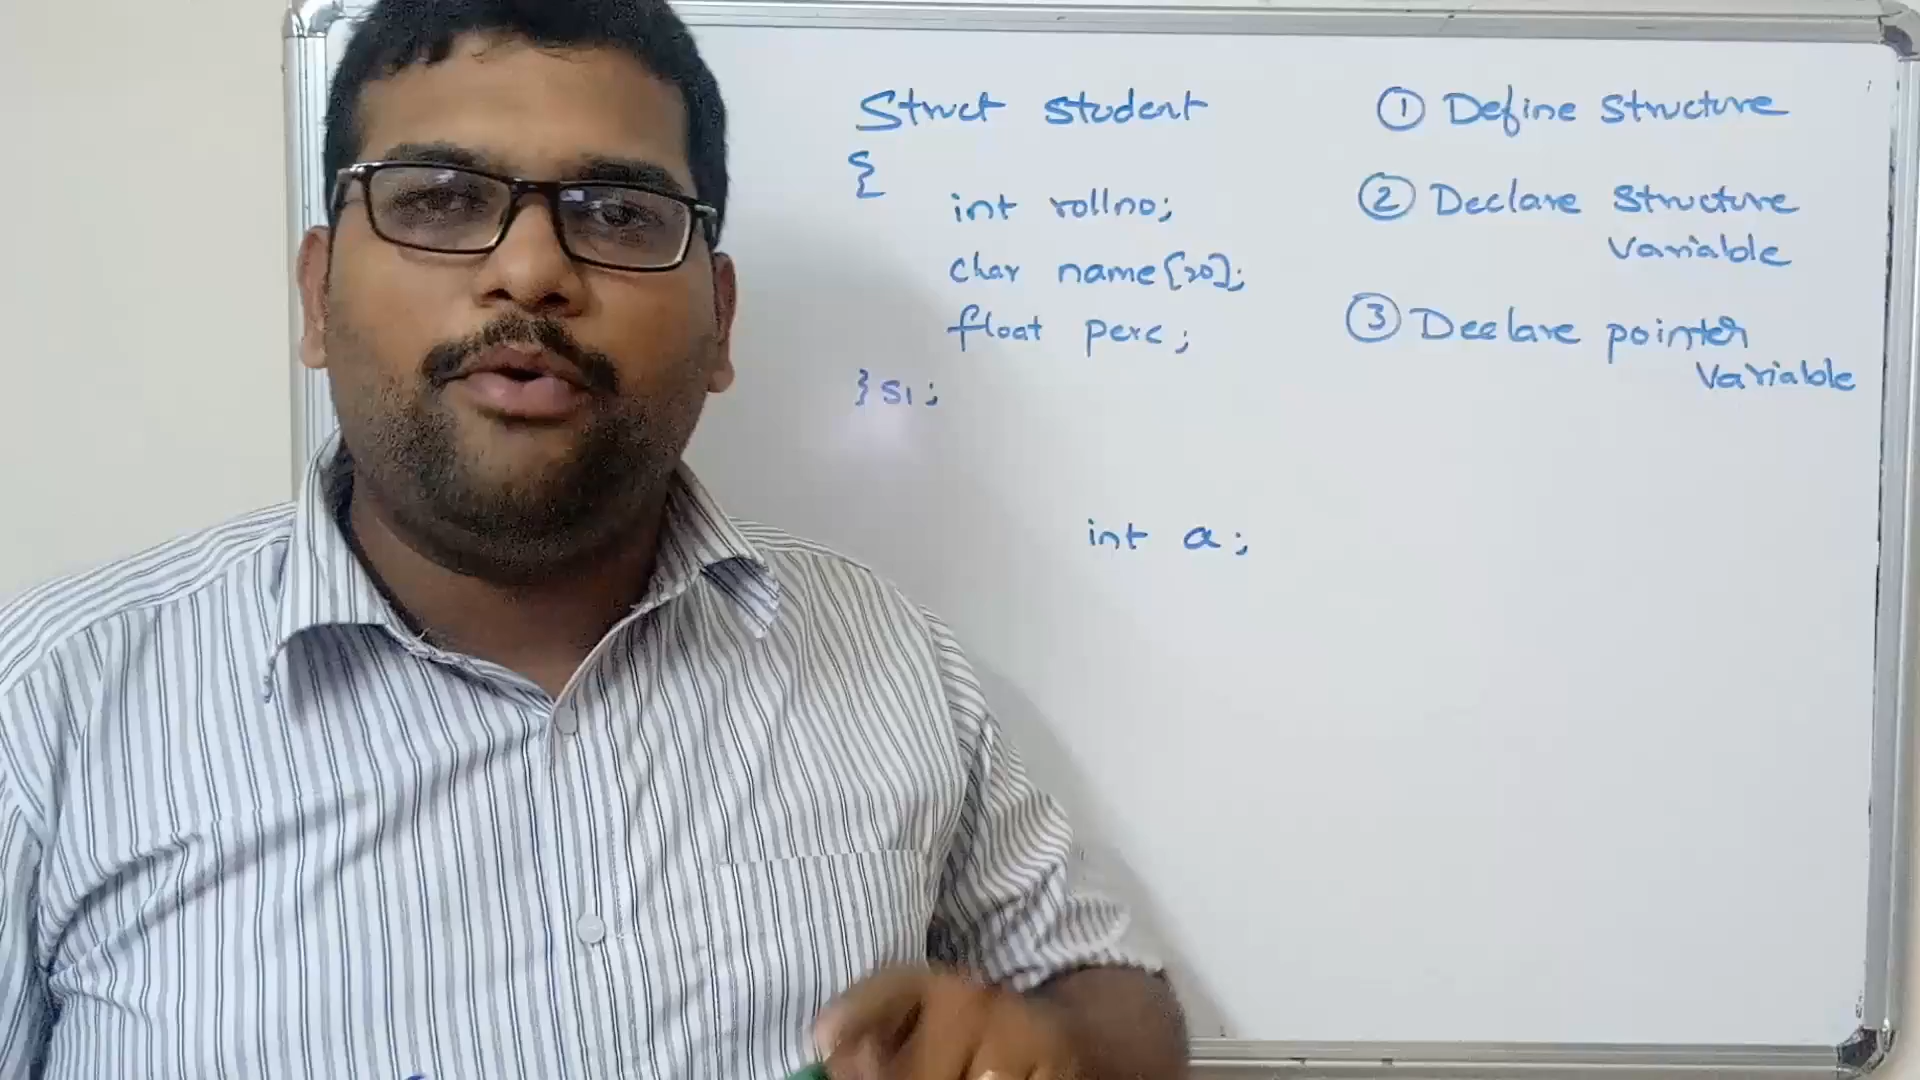 Struct student
{
int rollno;
char name[20];
float perc;
}s1;
int a;
① Define structure
② Declare structure
variable
③ Declare pointer
variable